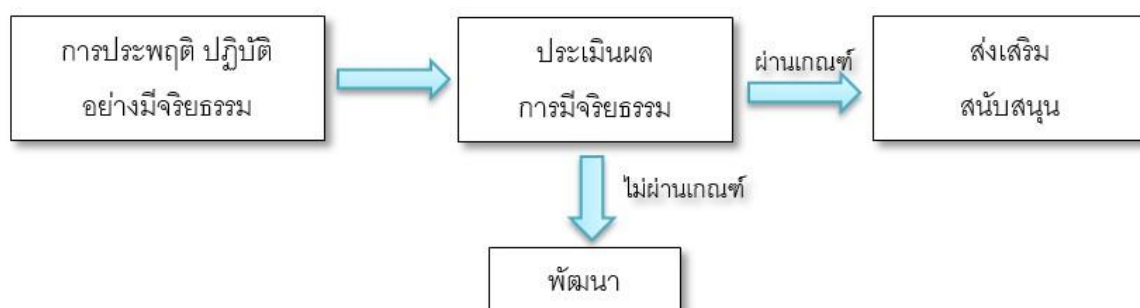 การประพฤติ ปฏิบัติ
อย่างมีจริยธรรม
ประเมินผล
การมีจริยธรรม
ผ่านเกณฑ์
ส่งเสริม
สนับสนุน
ไม่ผ่านเกณฑ์
พัฒนา